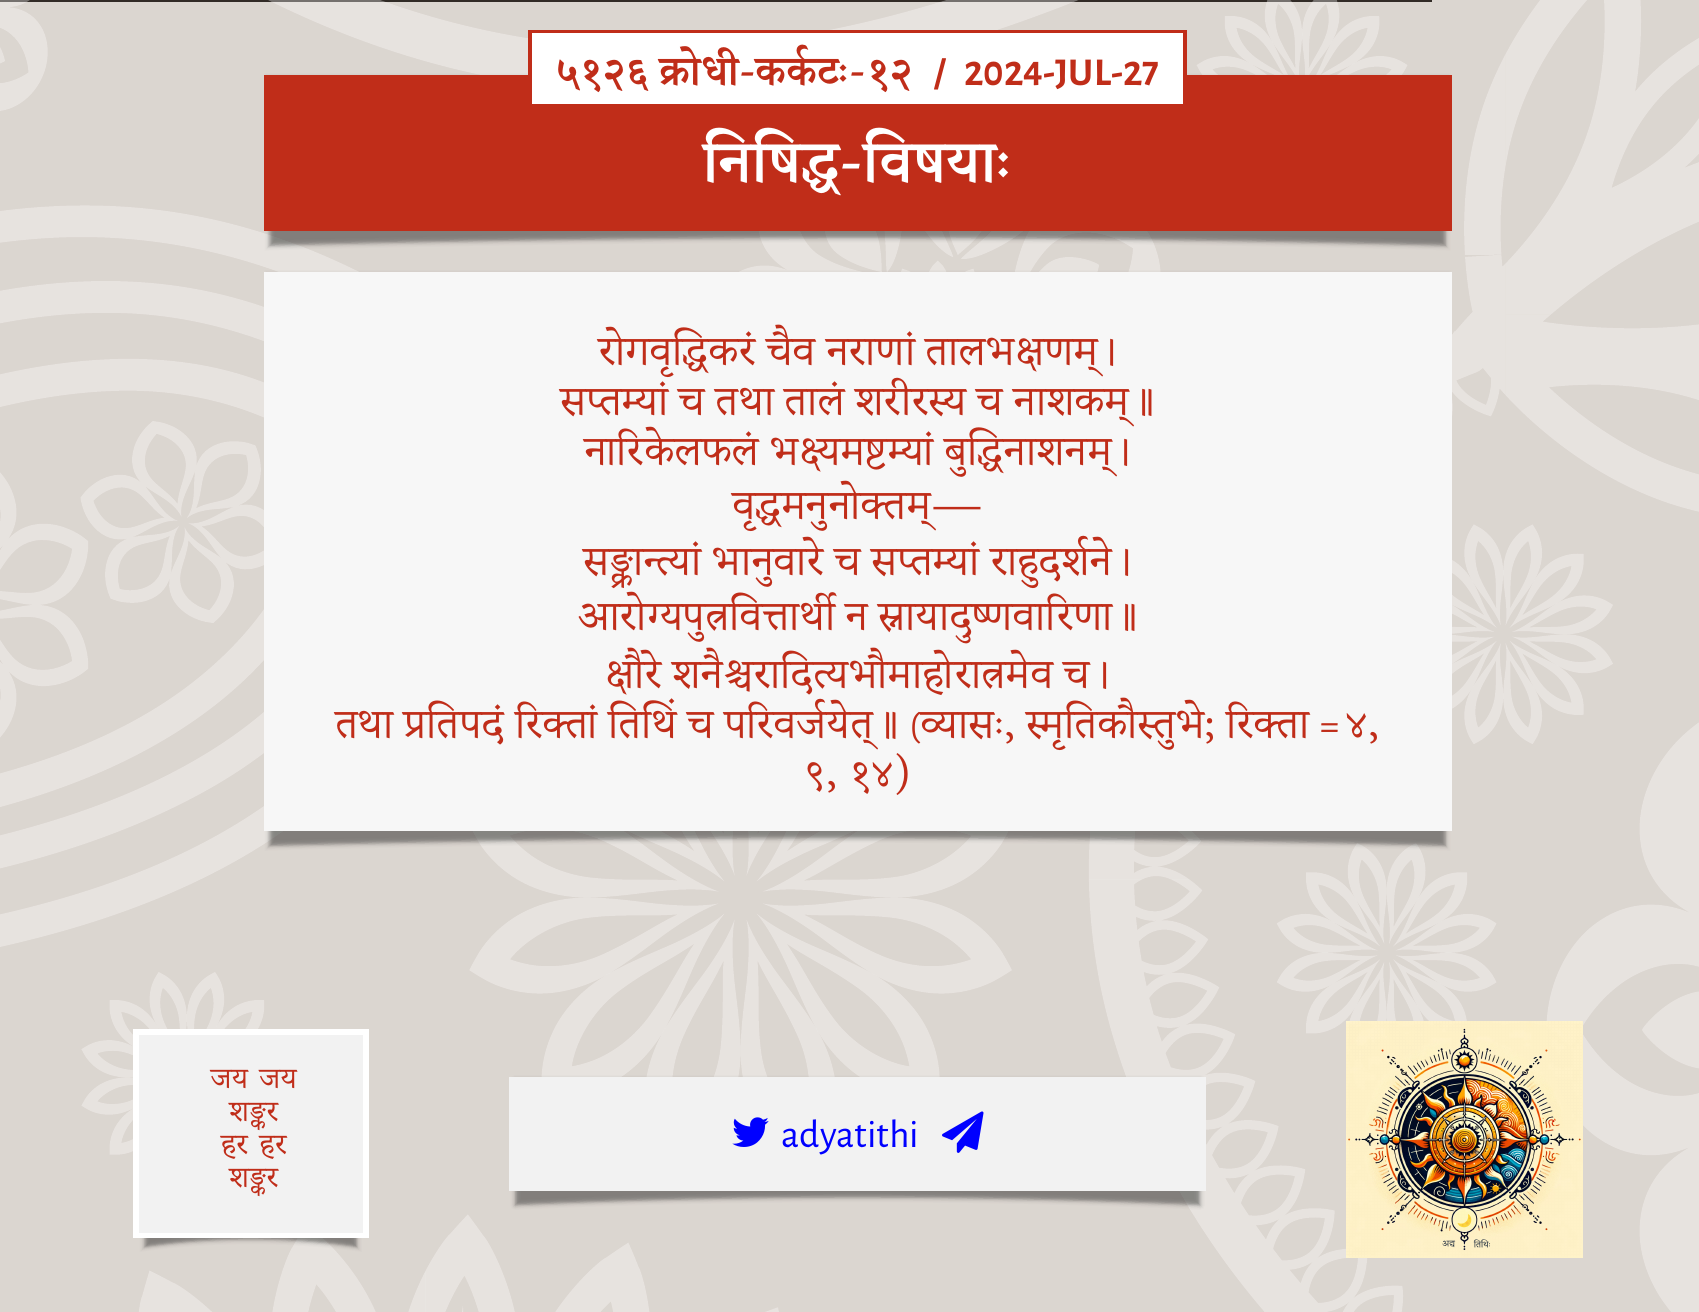 ५१२६ क्रोधी-कर्कटः-१२ / 2024-JUL-27
निषिद्ध-विषयाः
रोगवृद्धिकरं चैव नराणां तालभक्षणम्।
सप्तम्यां च तथा तालं शरीरस्य च नाशकम्॥
नारिकेलफलं भक्ष्यमष्टम्यां बुद्धिनाशनम्।
वृद्धमनुनोक्तम्—
सङ्क्रान्त्यां भानुवारे च सप्तम्यां राहुदर्शने।
आरोग्यपुत्रवित्तार्थी न स्नायादुष्णवारिणा॥
क्षौरे शनैश्चरादित्यभौमाहोरात्रमेव च।
तथा प्रतिपदं रिक्तां तिथिं च परिवर्जयेत्॥ (व्यासः, स्मृतिकौस्तुभे; रिक्ता = ४,
९, १४)
जय जय
शङ्कर
हर हर
शङ्कर
adyatithi
अद्य तिथिः